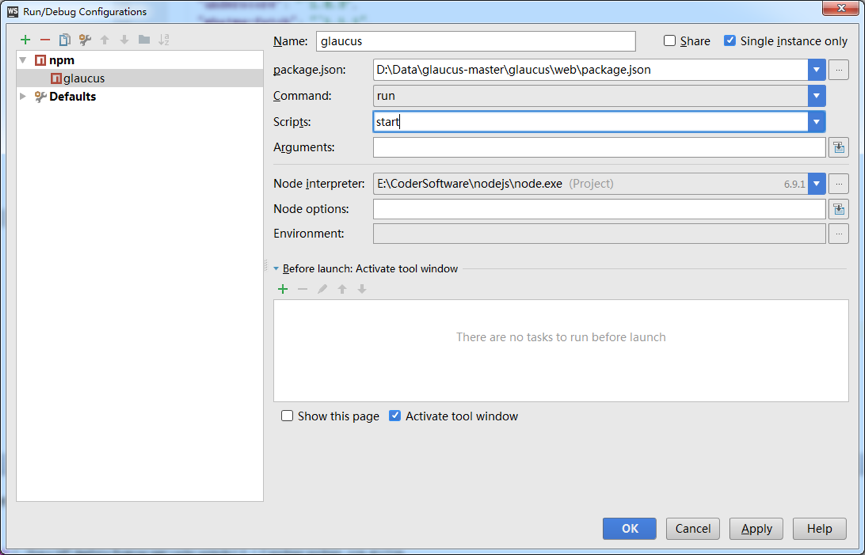 WS Run/Debug Configurations
Name: glaucus Share Single instance only
npm
glaucus
Defaults
package.json: D:\Data\glaucus-master\glaucus\web\package.json ...
Command: run
Scripts: start
Arguments:
Node interpreter: E:\CoderSoftware\nodejs\node.exe (Project) 6.9.1 ...
Node options:
Environment: ...
Before launch: Activate tool window
There are no tasks to run before launch
Show this page Activate tool window
OK Cancel Apply Help